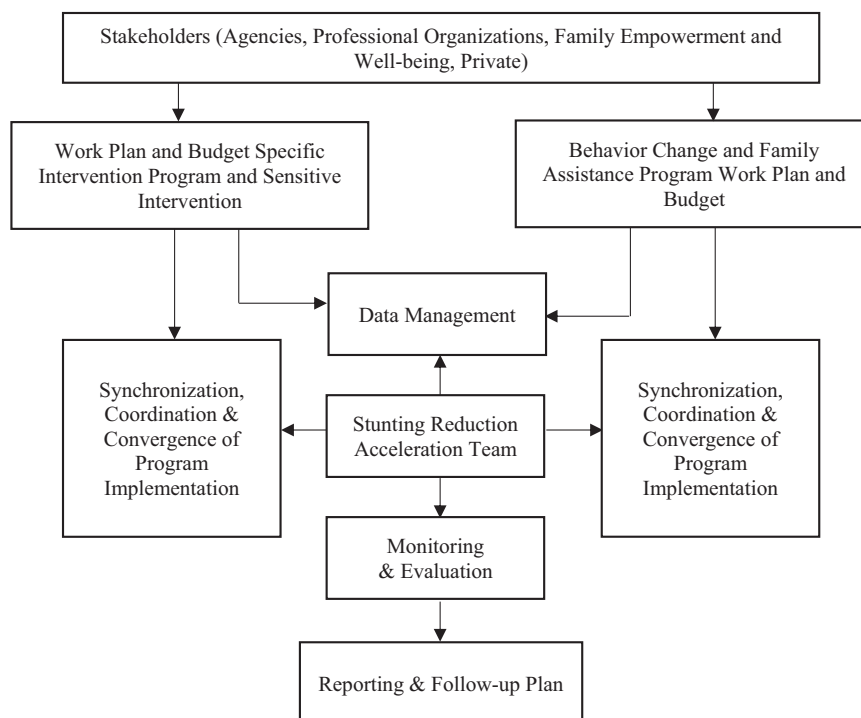 Stakeholders (Agencies, Professional Organizations, Family Empowerment and
Well-being, Private)
Work Plan and Budget Specific
Intervention Program and Sensitive
Intervention
Behavior Change and Family
Assistance Program Work Plan and
Budget
Data Management
Synchronization,
Coordination &
Convergence of
Program
Implementation
Stunting Reduction
Acceleration Team
Synchronization,
Coordination &
Convergence of
Program
Implementation
Monitoring
& Evaluation
Reporting & Follow-up Plan